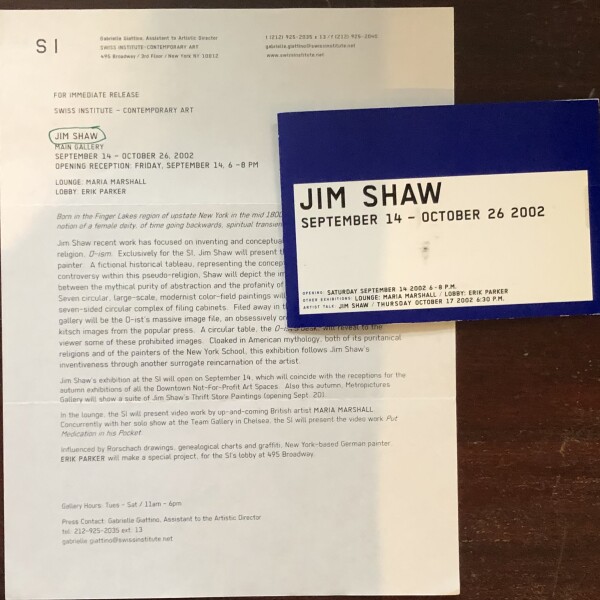 SI
Gabrielle Giattino, Assistant to Artistic Director
SWISS INSTITUTE-CONTEMPORARY ART
495 Broadway / 3rd Floor / New York NY 10012
t (212) 925-2035 x 13 / f (212) 925-2040
gabrielle.giattino@swissinstitute.net
www.swissinstitute.net
FOR IMMEDIATE RELEASE
SWISS INSTITUTE – CONTEMPORARY ART
JIM SHAW
MAIN GALLERY
SEPTEMBER 14 – OCTOBER 26, 2002
OPENING RECEPTION: FRIDAY, SEPTEMBER 14, 6 -8 PM
LOUNGE: MARIA MARSHALL
LOBBY: ERIK PARKER
Born in the Finger Lakes region of upstate New York in the mid 1800
notion of a female deity, of time going backwards, spiritual
Jim Shaw recent work has focused on inventing and
religion, O-ism. Exclusively for the SI, Jim Shaw will present
painter. A fictional historical tableau, representing the
controversy within this pseudo-religion, Shaw will depict the
between the mythical purity of abstraction and the profanity of
Seven circular, large-scale, modernist color-field paintings will
seven-sided circle of filing cabinets. Filed away in
gallery will be the O-ist's massive image file, an obsessively
kitsch images from the popular press. A circular table, the will reveal to the
viewer some of these prohibited images. Cloaked in American mythology, both of its puritanical
religions and of the painters of the New York School, this exhibition follows Jim Shaw's
inventiveness through another surrogate reincarnation of the artist.
Jim Shaw's exhibition at the SI will open on September 14, which will coincide with the receptions for the
autumn exhibitions of all the Downtown Not-For-Profit Art Spaces. Also this autumn, Metropictures
Gallery will show a suite of Jim Shaw's Thrift Store Paintings (opening Sept. 20).
In the lounge, the SI will present video work by up-and-coming British artist MARIA MARSHALL.
Concurrently with her solo show at the Team Gallery in Chelsea, the SI will present the video work Put
Medication in his Pocket.
Influenced by Rorschach drawings, genealogical charts and graffiti, New York-based German painter
ERIK PARKER will make a special project, for the SI's lobby at 495 Broadway.
Gallery Hours: Tues – Sat / 11am – 6pm
Press Contact: Gabrielle Giattino, Assistant to the Artistic Director
tel: 212-925-2035 ext. 13
gabrielle.giattino@swissinstitute.net
JIM SHAW
SEPTEMBER 14 – OCTOBER 26 2002
OPENING: SATURDAY SEPTEMBER 14 2002 6-8 P.M.
OTHER EXHIBITIONS: LOUNGE: MARIA MARSHALL / LOBBY: ERIK PARKER
ARTIST TALK: JIM SHAW / THURSDAY OCTOBER 17 2002 6:30 P.M.